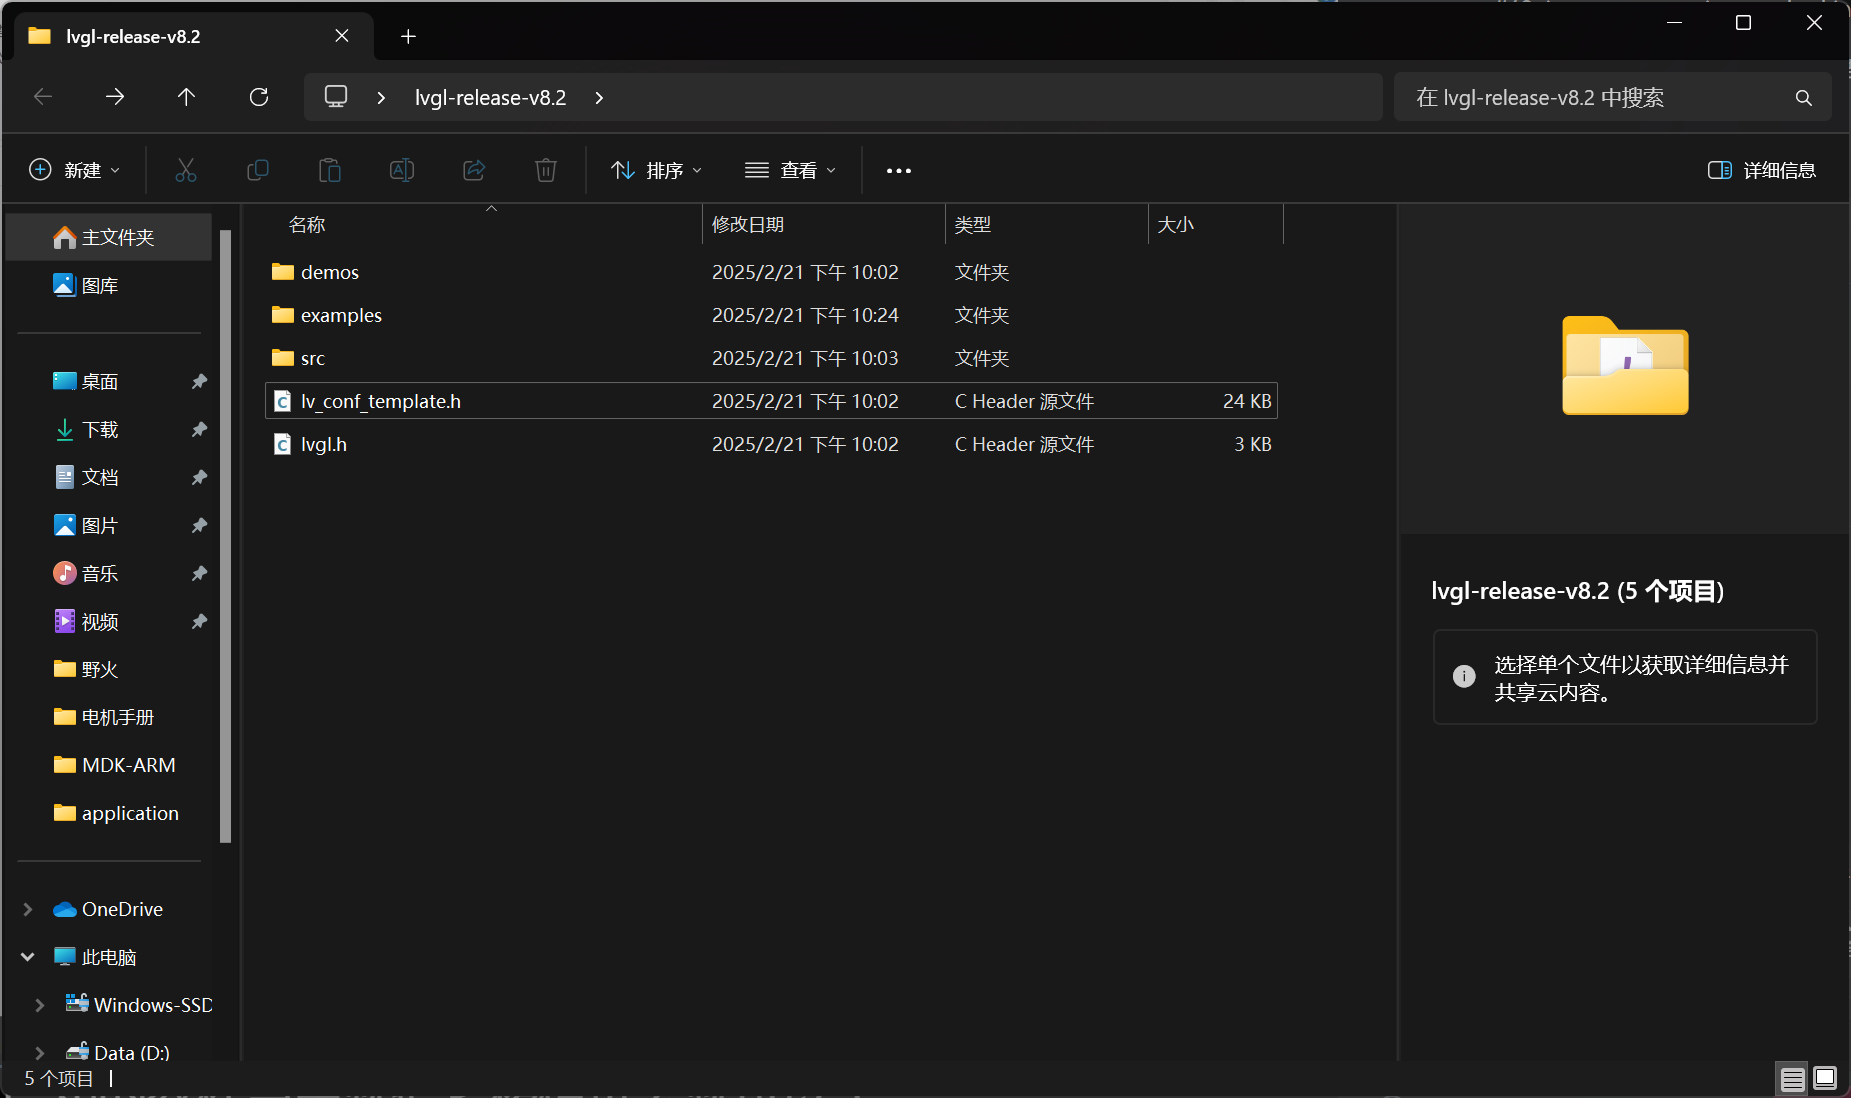 lvgl-release-v8.2
lvgl-release-v8.2
在 lvgl-release-v8.2 中搜索
新建
排序
查看
详细信息
主文件夹
图库
桌面
下载
文档
图片
音乐
视频
野火
电机手册
MDK-ARM
application
OneDrive
此电脑
Windows-SSD
Data (D:)
名称 修改日期 类型 大小
demos 2025/2/21 下午 10:02 文件夹
examples 2025/2/21 下午 10:24 文件夹
src 2025/2/21 下午 10:03 文件夹
lv_conf_template.h 2025/2/21 下午 10:02 C Header 源文件 24 KB
lvgl.h 2025/2/21 下午 10:02 C Header 源文件 3 KB
lvgl-release-v8.2 (5 个项目)
选择单个文件以获取详细信息并
共享云内容。
5 个项目